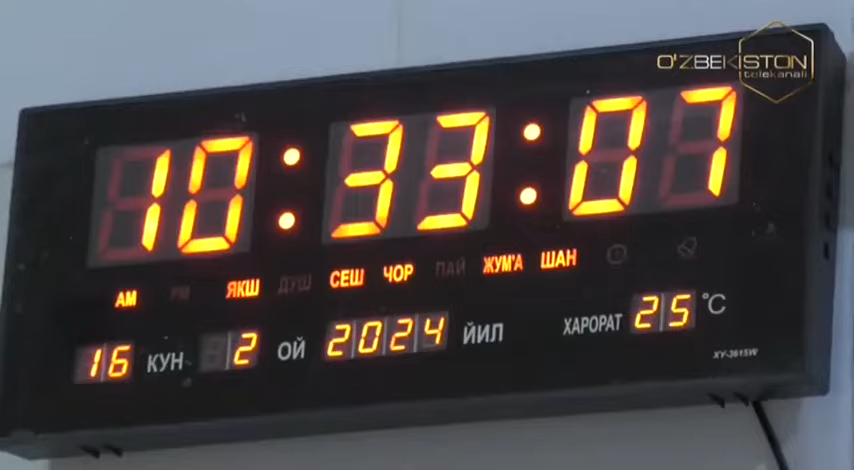 O'ZBEKISTON
telekanali
10:33:07
AM PM ЯКШ ДУШ СЕШ ЧОР ПАЙ ЖУМ'А ШАН
16 КУН 2 ОЙ 2024 ЙИЛ ХАРОРАТ 25 °C
XY-3615W